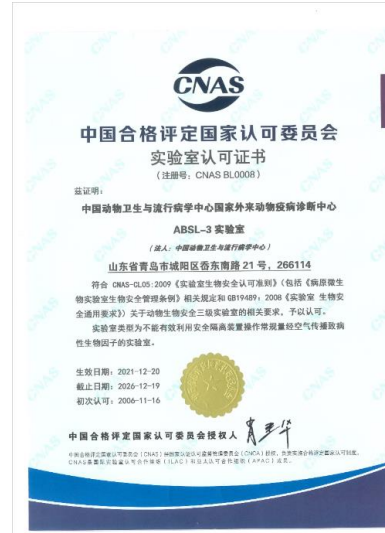 CNAS
中国合格评定国家认可委员会
实验室认可证书
（注册号：CNAS BL0008）
兹证明：
中国动物卫生与流行病学中心国家外来动物疫病诊断中心
ABSL-3 实验室
（法人：中国动物卫生与流行病学中心）
山东省青岛市城阳区岙东南路 21 号，266114
符合 CNAS-CL05:2009《实验室生物安全认可准则》（包括《病原微生
物实验室生物安全管理条例》相关规定和 GB19489：2008《实验室 生物安
全通用要求》）关于动物生物安全三级实验室的相关要求，予以认可。
实验室类型为不能有效利用安全隔离装置操作常规量经空气传播致病
性生物因子的实验室。
生效日期：2021-12-20
截止日期：2026-12-19
初次认可：2006-11-16
中国合格评定国家认可委员会授权人